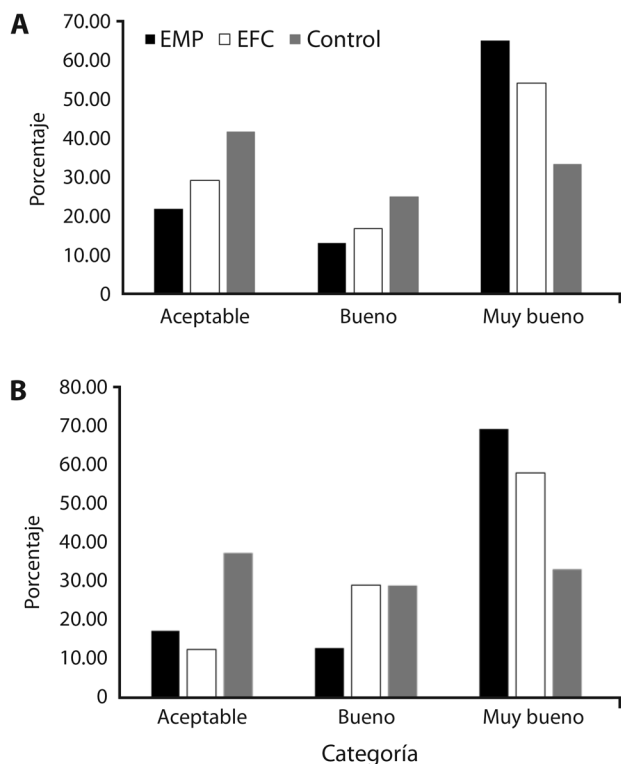 A
70.00
60.00
50.00
40.00
30.00
20.00
10.00
0
Porcentaje
EMP EFC Control
Aceptable Bueno Muy bueno
B
80.00
70.00
60.00
50.00
40.00
30.00
20.00
10.00
0
Porcentaje
Aceptable Bueno Muy bueno
Categoría